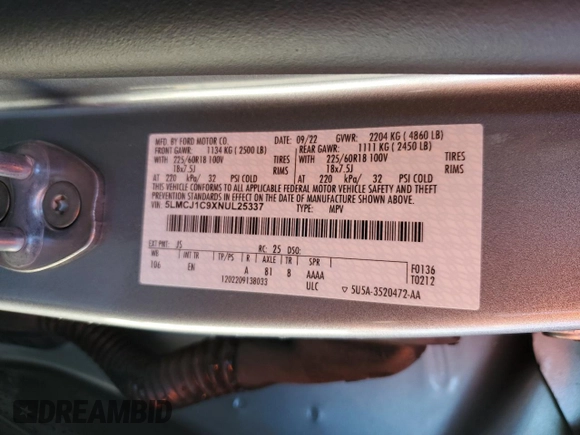 MFD. BY FORD MOTOR CO.
DATE: 09/22 GVWR: 2204 KG ( 4860 LB)
FRONT GAWR: 1134 KG ( 2500 LB) REAR GAWR: 1111 KG ( 2450 LB)
WITH 225/60R18 100V TIRES WITH 225/60R18 100V TIRES
18x7.5J RIMS 18x7.5J RIMS
AT 220 kPa/ 32 PSI COLD AT 220 kPa/ 32 PSI COLD
THIS VEHICLE CONFORMS TO ALL APPLICABLE FEDERAL MOTOR VEHICLE SAFETY AND THEFT
PREVENTION STANDARDS IN EFFECT ON THE DATE OF MANUFACTURE SHOWN ABOVE.
VIN: 5LMCJ1C9XNUL25337 TYPE: MPV
EXT PNT: JS RC: 25 DSO:
WB INT TR TP/PS R AXLE TR SPR
106 EN A B1 B AAAA
ULC
1202209138033
F0136
T0212
5U5A-3520472-AA
DREAMBID